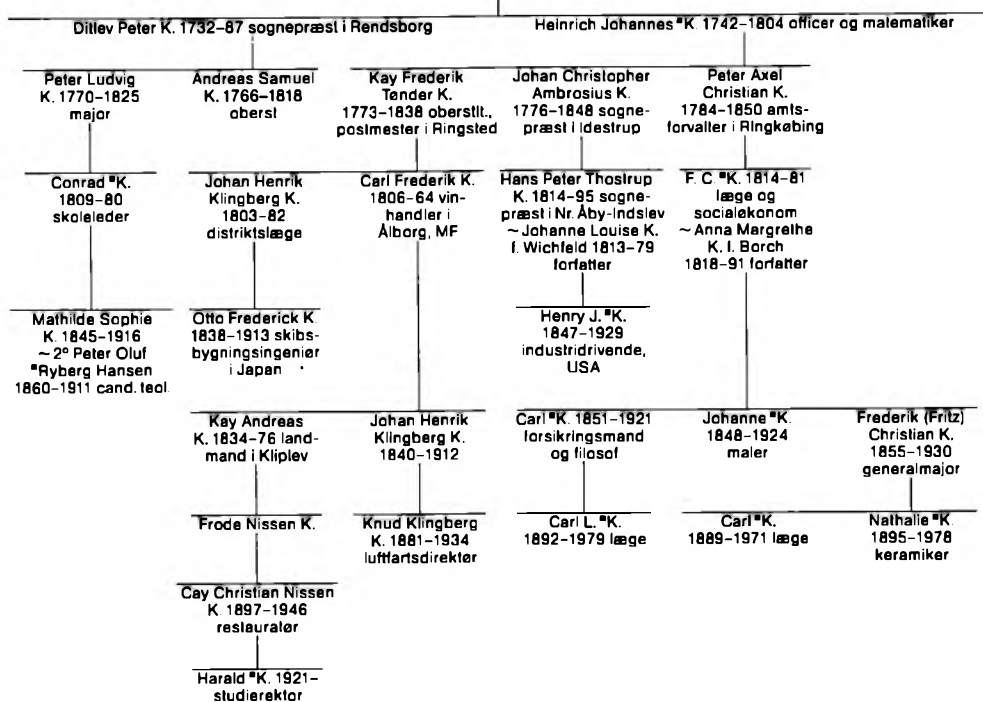 Ditlev Peter K. 1732–87 sognepræst i Rendsborg
Heinrich Johannes *K. 1742–1804 officer og matematiker
Peter Ludvig
K. 1770–1825
major
Andreas Samuel
K. 1766–1818
oberst
Kay Frederik
Tønder K.
1773–1838 oberstlt.,
postmester i Ringsted
Johan Christopher
Ambrosius K.
1776–1848 sogne-
præst i Idestrup
Peter Axel
Christian K.
1784–1850 amts-
forvalter i Ringkøbing
Conrad *K.
1809–80
skoleleder
Johan Henrik
Klingberg K.
1803–82
distriktslæge
Carl Frederik K.
1806–64 vin-
handler i
Ålborg, MF
Hans Peter Thostrup
K. 1814–95 sogne-
præst i Nr. Åby-Indslev
~Johanne Louise K.
f. Wichfeld 1813–79
forfatter
F. C. *K. 1814–81
læge og
socialøkonom
~Anna Margrethe
K. f. Borch
1818–91 forfatter
Mathilde Sophie
K. 1845–1916
~ 2° Peter Oluf
*Ryberg Hansen
1860–1911 cand. teol.
Otto Frederick K.
1838–1913 skibs-
bygningsingeniør
i Japan
Henry J. *K.
1847–1929
industridrivende,
USA
Kay Andreas
K. 1834–76 land-
mand i Kliplev
Johan Henrik
Klingberg K.
1840–1912
Carl *K. 1851–1921
forsikringsmand
og filosof
Johanne *K.
1848–1924
maler
Frederik (Fritz)
Christian K.
1855–1930
generalmajor
Frode Nissen K.
Knud Klingberg
K. 1881–1934
luftfartsdirektør
Carl L. *K.
1892–1979 læge
Carl *K.
1889–1971 læge
Nathalie *K.
1895–1978
keramiker
Cay Christian Nissen
K. 1897–1946
restauratør
Harald *K. 1921–
studierektor